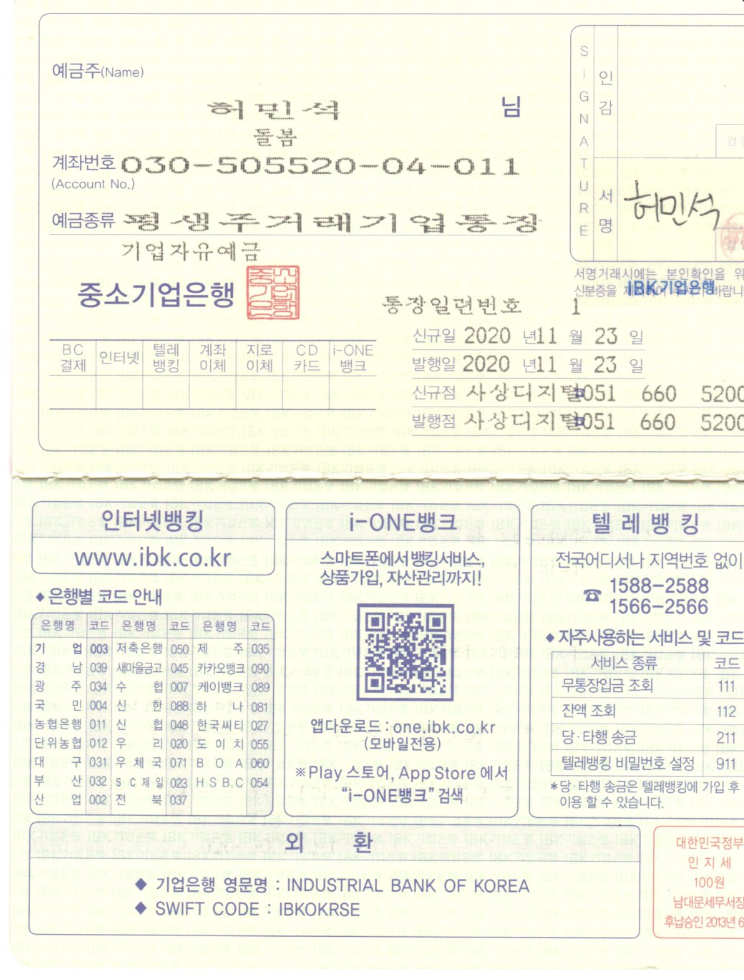 예금주(Name)
허민석 님
돌봄
계좌번호 030-505520-04-011
(Account No.)
예금종류 평생주거래기업통장
기업자유예금
중소기업은행
SIGNATURE
인감
서명
허민석
서명거래시에는 본인확인을 위
신분증을
IBK기업은행
바랍니
통장일련번호 1
신규일 2020 년11 월 23 일
발행일 2020 년11 월 23 일
신규점 사상디지털 051 660 5200
발행점 사상디지털 051 660 5200
BC결제 인터넷 텔레뱅킹 계좌이체 지로이체 CD카드 i-ONE뱅크
인터넷뱅킹
www.ibk.co.kr
◆ 은행별 코드 안내
은행명 코드 은행명 코드 은행명 코드
기 업 003 저축은행 050 제 주 035
경 남 039 새마을금고 045 카카오뱅크 090
광 주 034 수 협 007 케이뱅크 089
국 민 004 신 한 088 하 나 081
농협은행 011 신 협 048 한국씨티 027
단위농협 012 우 리 020 도 이 치 055
대 구 031 우 체 국 071 B O A 060
부 산 032 S C 제일 023 H S B.C 054
산 업 002 전 북 037
i-ONE뱅크
스마트폰에서 뱅킹서비스,
상품가입, 자산관리까지!
앱다운로드 : one.ibk.co.kr
(모바일전용)
※Play 스토어, App Store 에서
“i-ONE뱅크” 검색
텔 레 뱅 킹
전국어디서나 지역번호 없이
☎ 1588-2588
1566-2566
◆ 자주사용하는 서비스 및 코드
서비스 종류 코드
무통장입금 조회 111
잔액 조회 112
당·타행 송금 211
텔레뱅킹 비밀번호 설정 911
*당·타행 송금은 텔레뱅킹에 가입 후
이용 할 수 있습니다.
외 환
◆ 기업은행 영문명 : INDUSTRIAL BANK OF KOREA
◆ SWIFT CODE : IBKOKRSE
대한민국정부
인 지 세
100원
남대문세무서장
후납승인 2013년 6